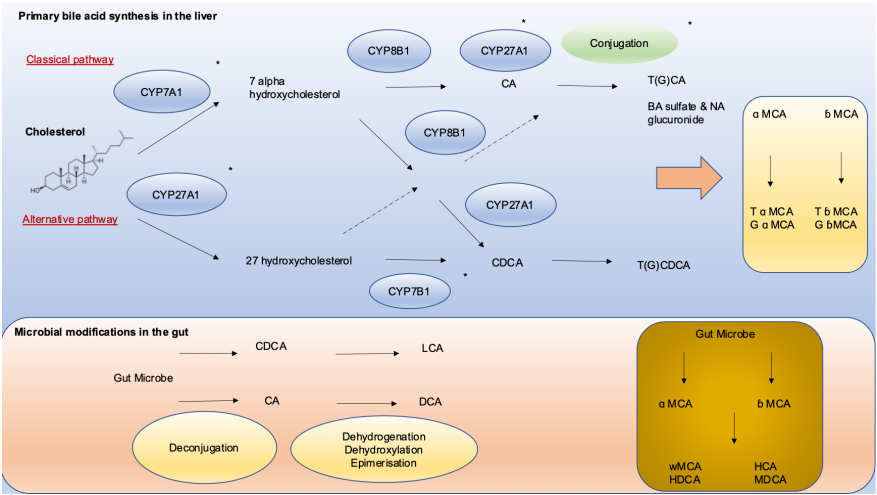 Primary bile acid synthesis in the liver
Classical pathway
*
CYP7A1
7 alpha
hydroxycholesterol
CYP8B1
CYP27A1
*
Conjugation
*
CA
T(G)CA
BA sulfate & NA
glucuronide
Cholesterol
HO
H
H
H
CYP8B1
CYP27A1
*
CYP27A1
Alternative pathway
27 hydroxycholesterol
CYP7B1
*
CDCA
T(G)CDCA
ɑ MCA
ɓ MCA
T ɑ MCA
G ɑ MCA
T ɓ MCA
G ɓMCA
Microbial modifications in the gut
Gut Microbe
CDCA
LCA
CA
DCA
Deconjugation
Dehydrogenation
Dehydroxylation
Epimerisation
Gut Microbe
ɑ MCA
ɓ MCA
wMCA
HDCA
HCA
MDCA